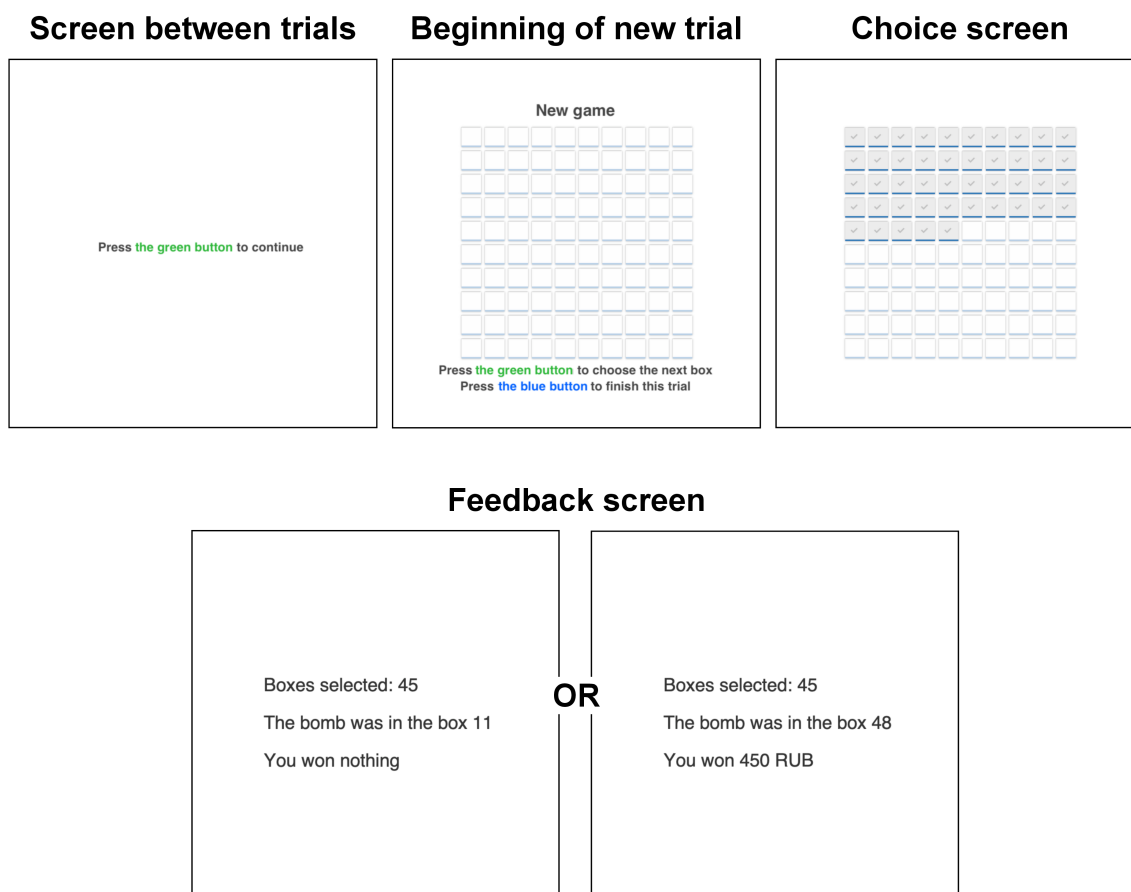 Screen between trials
Beginning of new trial
Choice screen
Press the green button to continue
New game
Press the green button to choose the next box
Press the blue button to finish this trial
Feedback screen
Boxes selected: 45
The bomb was in the box 11
You won nothing
OR
Boxes selected: 45
The bomb was in the box 48
You won 450 RUB